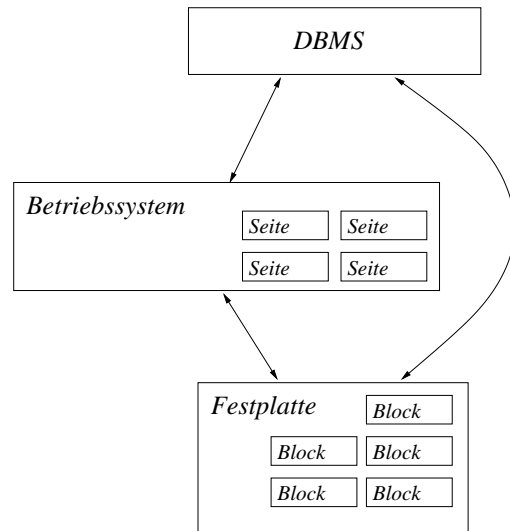 DBMS
Betriebssystem
Seite Seite
Seite Seite
Festplatte
Block
Block Block
Block Block